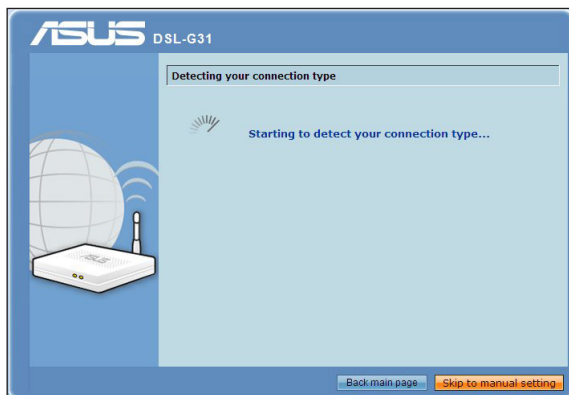 ASUS DSL-G31
Detecting your connection type
Starting to detect your connection type...
ASUS
Back main page
Skip to manual setting